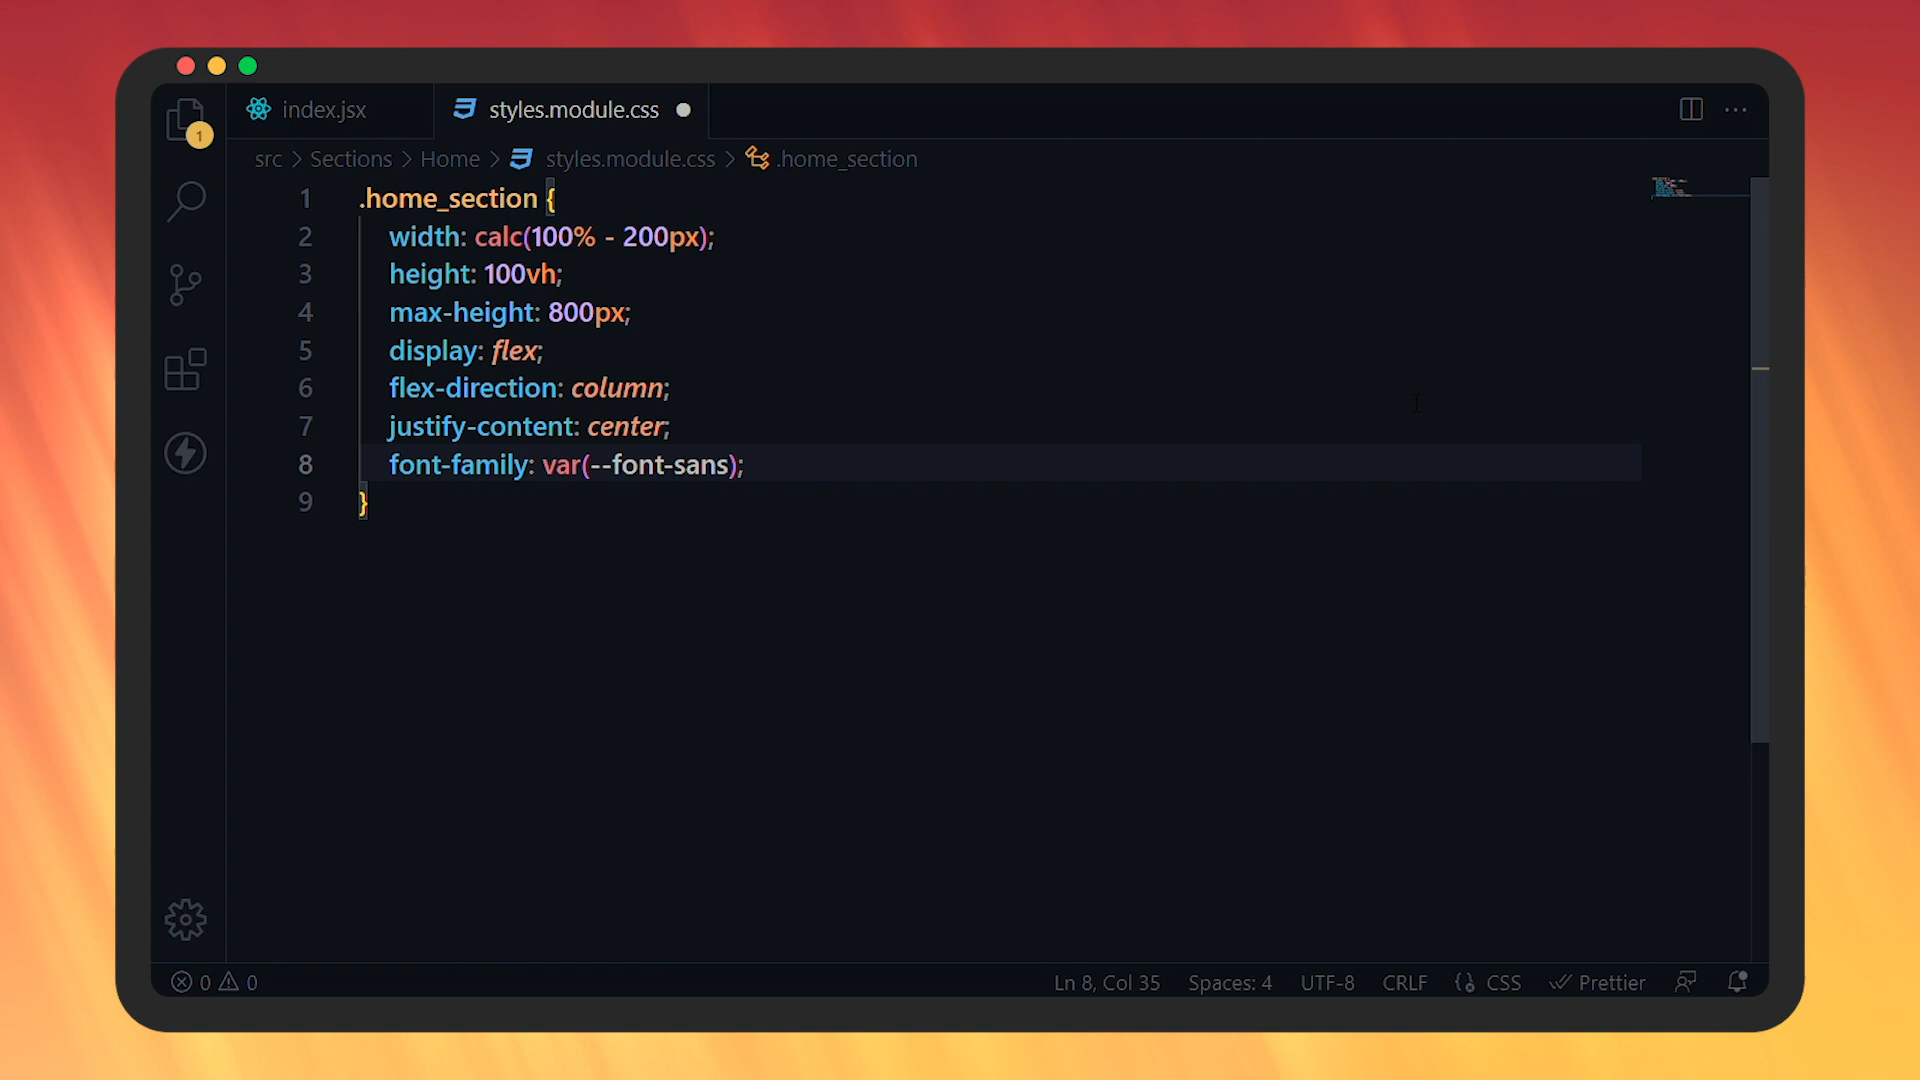 index.jsx
styles.module.css
1
src > Sections > Home > styles.module.css > .home_section
1 .home_section {
2 width: calc(100% - 200px);
3 height: 100vh;
4 max-height: 800px;
5 display: flex;
6 flex-direction: column;
7 justify-content: center;
8 font-family: var(--font-sans);
9 }
0 0 Ln 8, Col 35 Spaces: 4 UTF-8 CRLF CSS Prettier